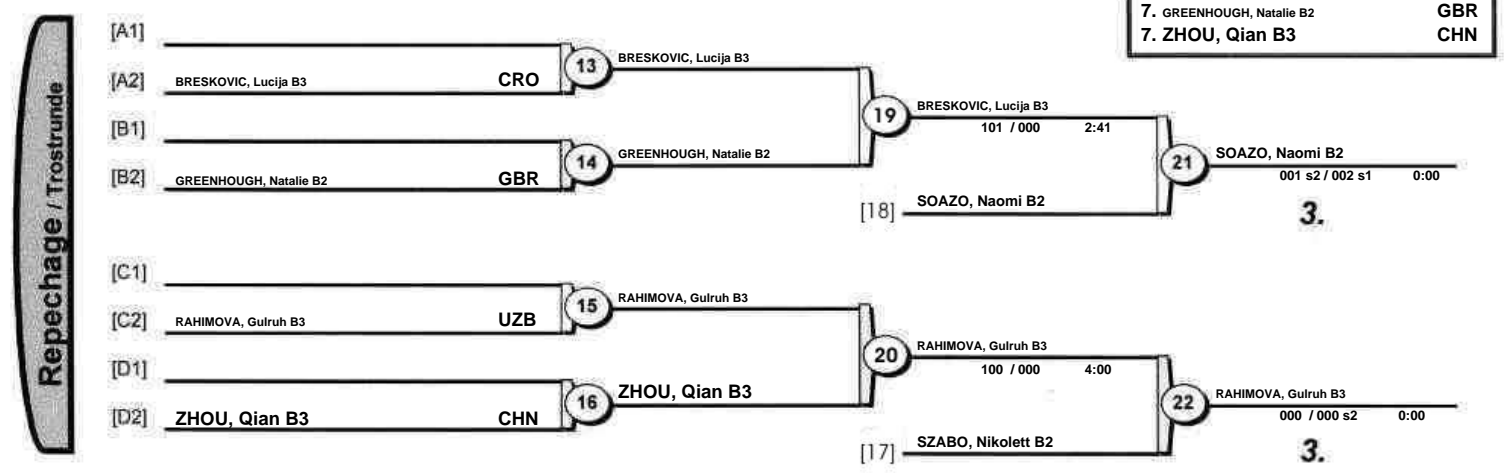 7. GREENHOUGH, Natalie B2 GBR
7. ZHOU, Qian B3 CHN
Repechage / Trostrunde
[A1]
[A2] BRESKOVIC, Lucija B3 CRO
13 BRESKOVIC, Lucija B3
[B1]
[B2] GREENHOUGH, Natalie B2 GBR
14 GREENHOUGH, Natalie B2
19 BRESKOVIC, Lucija B3
101 / 000 2:41
[18] SOAZO, Naomi B2
21 SOAZO, Naomi B2
001 s2 / 002 s1 0:00
3.
[C1]
[C2] RAHIMOVA, Gulruh B3 UZB
15 RAHIMOVA, Gulruh B3
[D1]
[D2] ZHOU, Qian B3 CHN
16 ZHOU, Qian B3
20 RAHIMOVA, Gulruh B3
100 / 000 4:00
[17] SZABO, Nikolett B2
22 RAHIMOVA, Gulruh B3
000 / 000 s2 0:00
3.